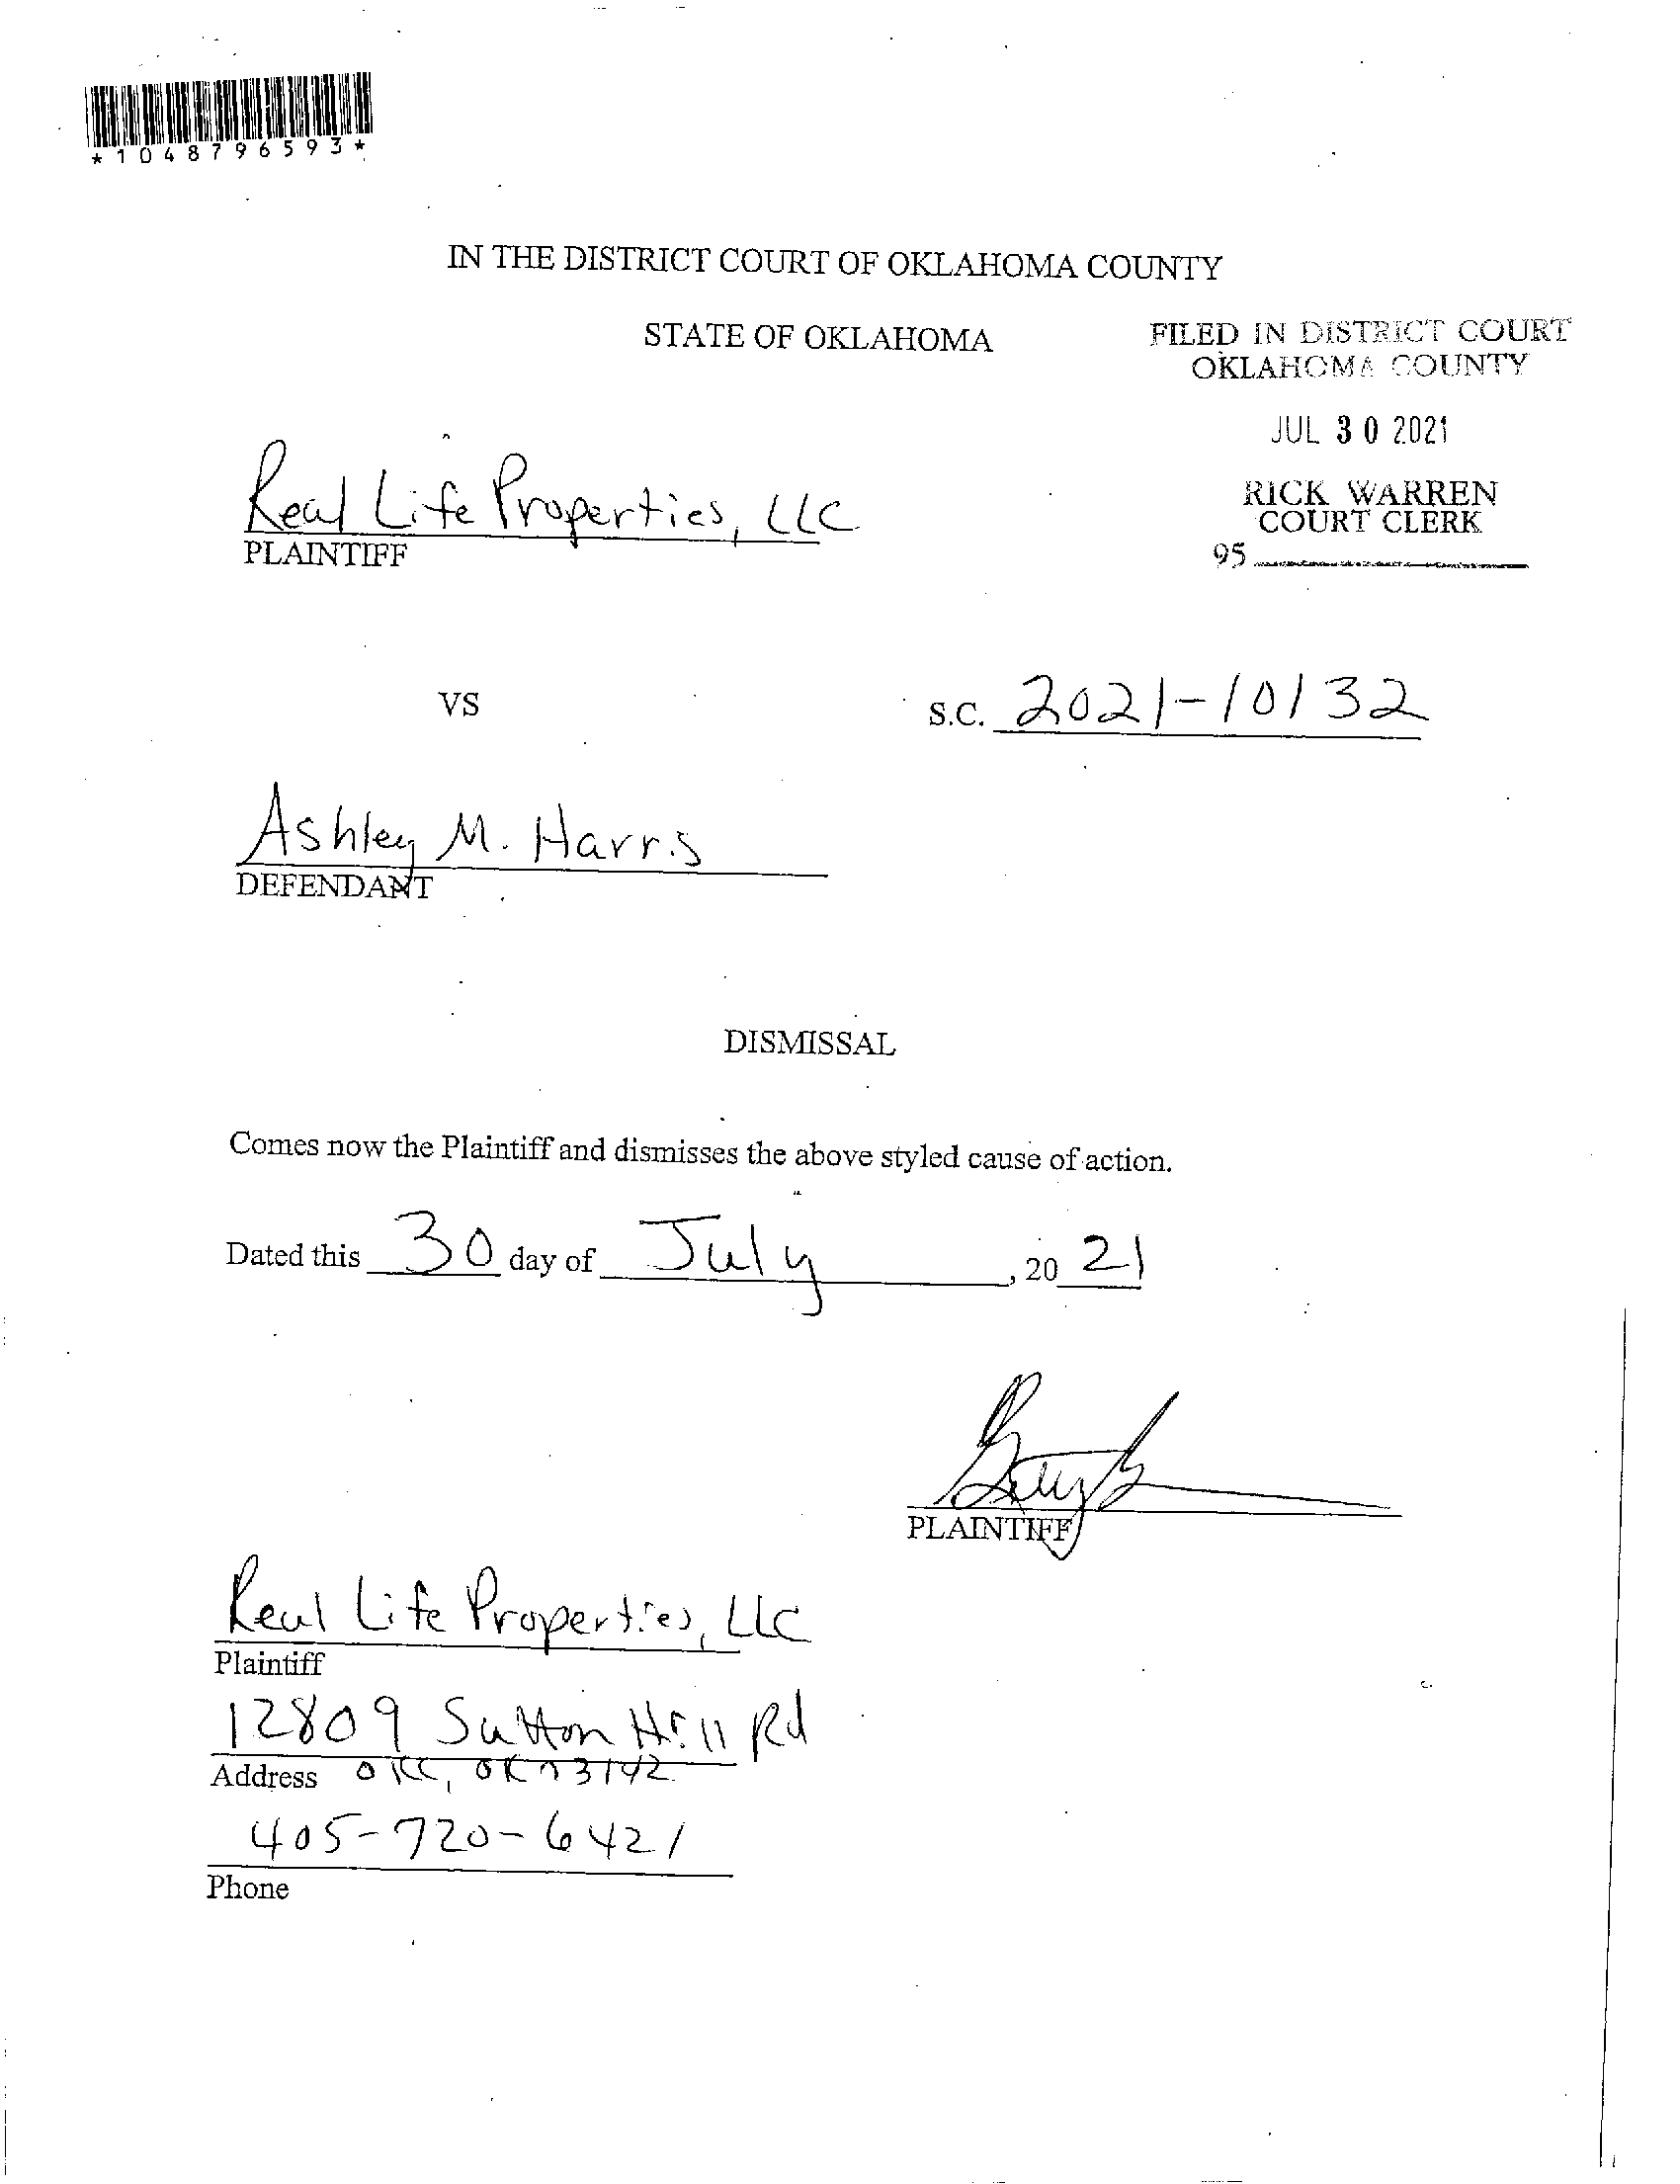 *1048796593*
IN THE DISTRICT COURT OF OKLAHOMA COUNTY
STATE OF OKLAHOMA
FILED IN DISTRICT COURT
OKLAHOMA COUNTY
JUL 30 2021
RICK WARREN
COURT CLERK
95
Real Life Properties, LLC
PLAINTIFF
VS
S.C. 2021-10132
Ashley M. Harris
DEFENDANT
DISMISSAL
Comes now the Plaintiff and dismisses the above styled cause of action.
Dated this 30 day of July, 20 21
PLAINTIFF
Real Life Properties, LLC
Plaintiff
12809 Sutton Hill Rd
Address OKC, OK 73142
405-720-6421
Phone